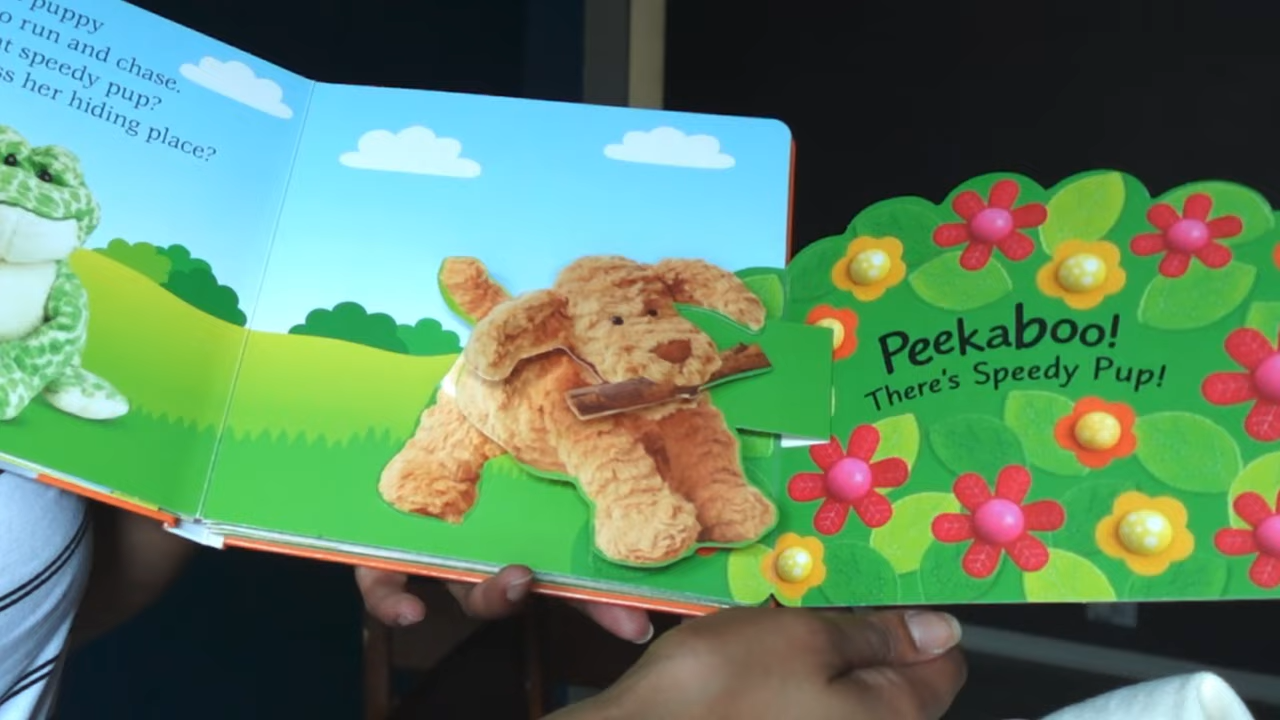 puppy
o run and chase.
t speedy pup?
ss her hiding place?
Peekaboo!
There's Speedy Pup!